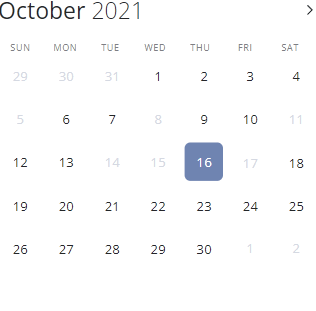 October 2021
SUN MON TUE WED THU FRI SAT
29 30 31 1 2 3 4
5 6 7 8 9 10 11
12 13 14 15 16 17 18
19 20 21 22 23 24 25
26 27 28 29 30 1 2